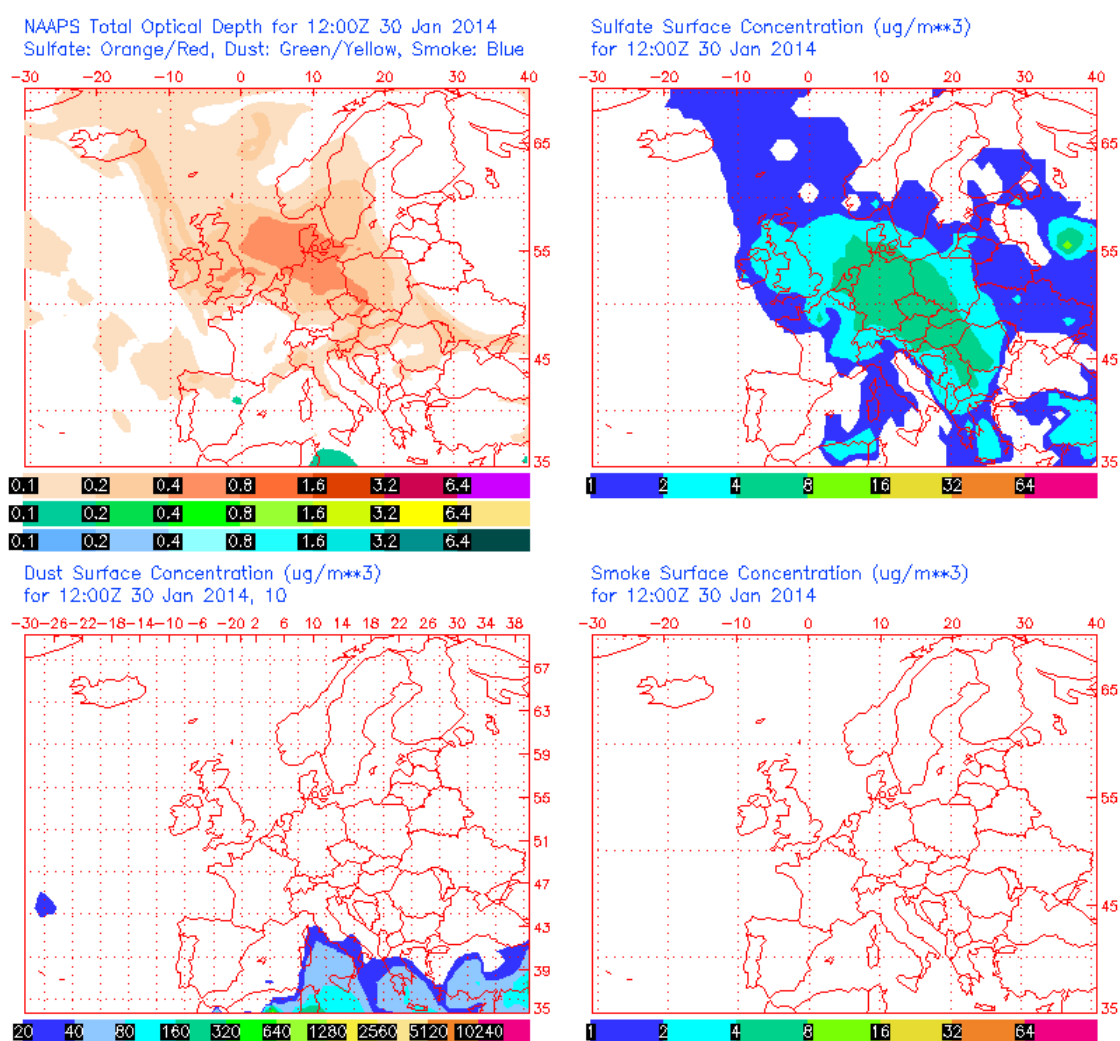 NAAPS Total Optical Depth for 12:00Z 30 Jan 2014
Sulfate: Orange/Red, Dust: Green/Yellow, Smoke: Blue
-30 -20 -10 0 10 20 30 40
65
55
45
35
0.1 0.2 0.4 0.8 1.6 3.2 6.4
0.1 0.2 0.4 0.8 1.6 3.2 6.4
0.1 0.2 0.4 0.8 1.6 3.2 6.4
Sulfate Surface Concentration (ug/m**3)
for 12:00Z 30 Jan 2014
-30 -20 -10 0 10 20 30 40
65
55
45
35
1 2 4 8 16 32 64
Dust Surface Concentration (ug/m**3)
for 12:00Z 30 Jan 2014, 10
-30-26-22-18-14-10 -6 -20 2 6 10 14 18 22 26 30 34 38 40
67
63
59
55
51
47
43
39
35
20 40 80 160 320 640 1280 2560 5120 10240
Smoke Surface Concentration (ug/m**3)
for 12:00Z 30 Jan 2014
-30 -20 -10 0 10 20 30 40
65
55
45
35
1 2 4 8 16 32 64